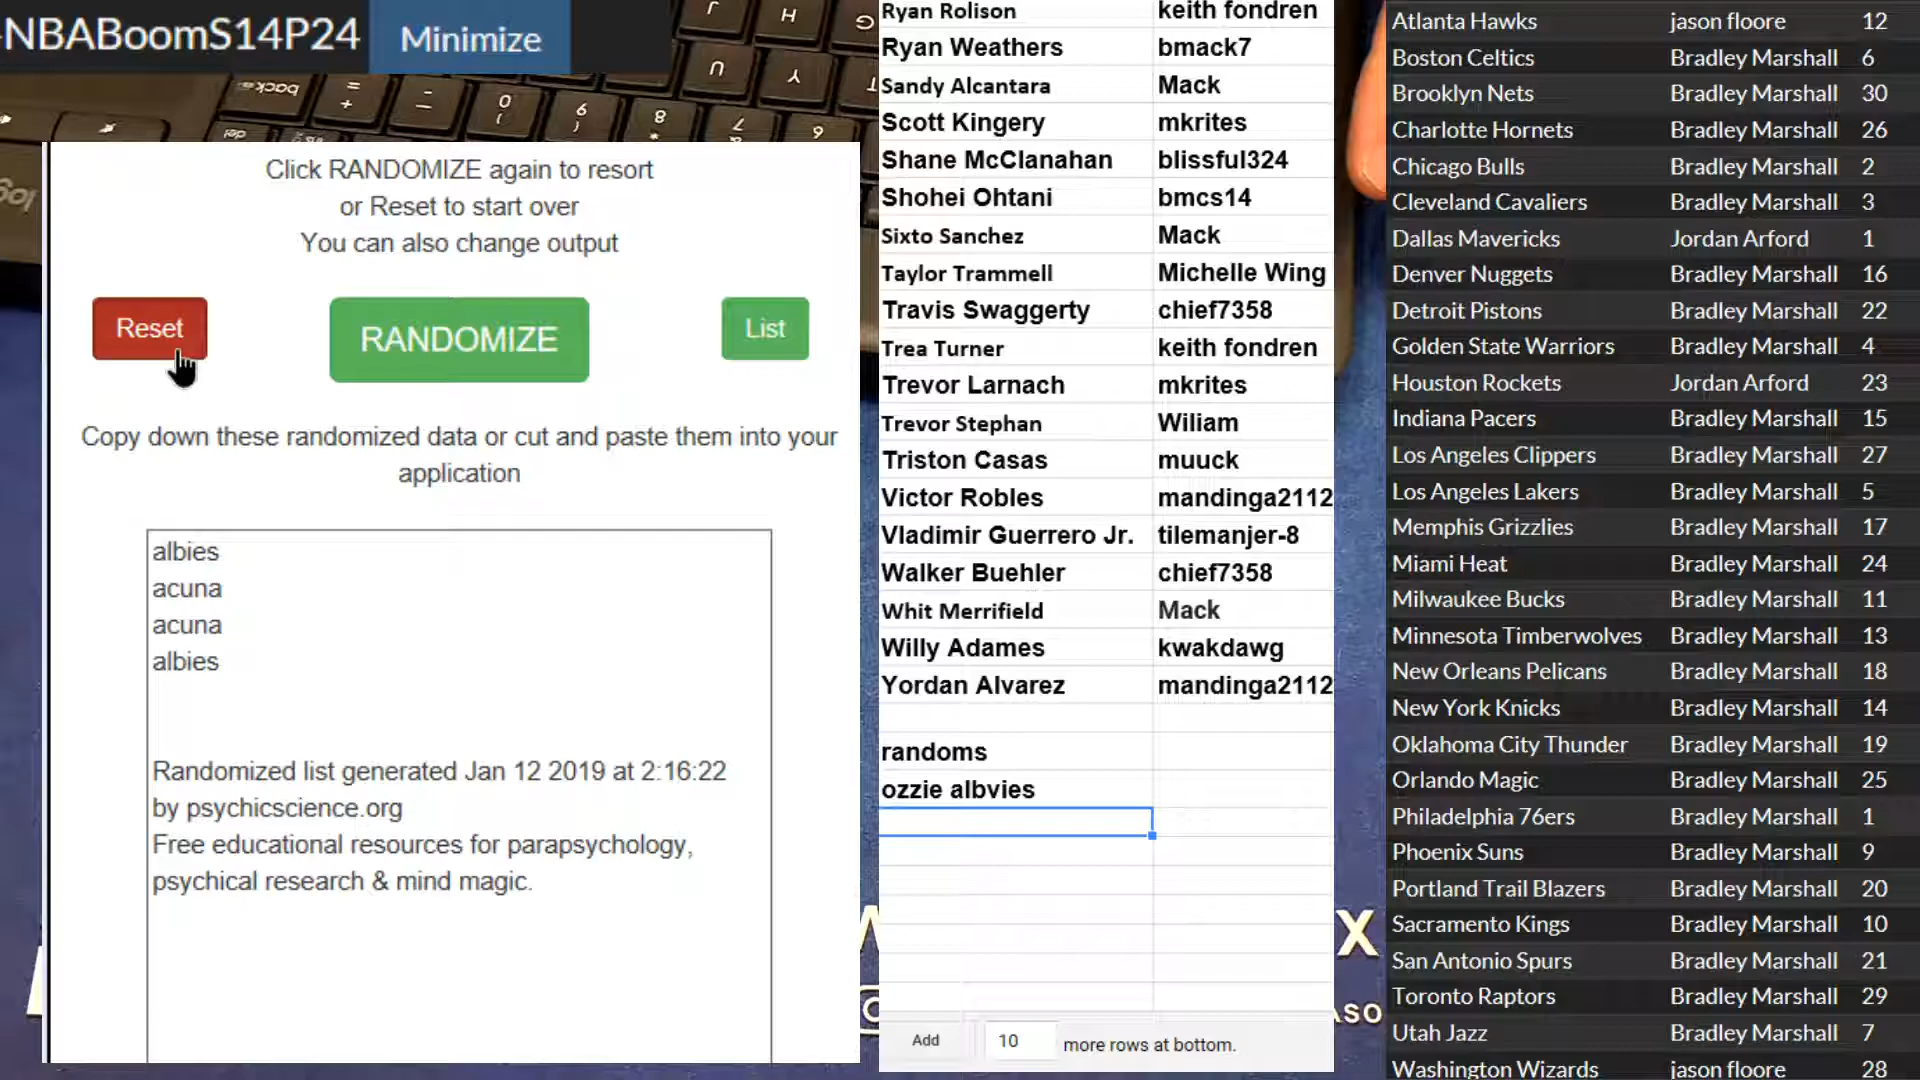 -NBABoomS14P24
Minimize
Click RANDOMIZE again to resort
or Reset to start over
You can also change output
Reset
RANDOMIZE
List
Copy down these randomized data or cut and paste them into your
application
albies
acuna
acuna
albies
Randomized list generated Jan 12 2019 at 2:16:22
by psychicscience.org
Free educational resources for parapsychology,
psychical research & mind magic.
Ryan Rolison keith fondren
Ryan Weathers bmack7
Sandy Alcantara Mack
Scott Kingery mkrites
Shane McClanahan blissful324
Shohei Ohtani bmcs14
Sixto Sanchez Mack
Taylor Trammell Michelle Wing
Travis Swaggerty chief7358
Trea Turner keith fondren
Trevor Larnach mkrites
Trevor Stephan Wiliam
Triston Casas muuck
Victor Robles mandinga2112
Vladimir Guerrero Jr. tilemanjer-8
Walker Buehler chief7358
Whit Merrifield Mack
Willy Adames kwakdawg
Yordan Alvarez mandinga2112
randoms
ozzie albvies
Add 10 more rows at bottom.
Atlanta Hawks jason floore 12
Boston Celtics Bradley Marshall 6
Brooklyn Nets Bradley Marshall 30
Charlotte Hornets Bradley Marshall 26
Chicago Bulls Bradley Marshall 2
Cleveland Cavaliers Bradley Marshall 3
Dallas Mavericks Jordan Arford 1
Denver Nuggets Bradley Marshall 16
Detroit Pistons Bradley Marshall 22
Golden State Warriors Bradley Marshall 4
Houston Rockets Jordan Arford 23
Indiana Pacers Bradley Marshall 15
Los Angeles Clippers Bradley Marshall 27
Los Angeles Lakers Bradley Marshall 5
Memphis Grizzlies Bradley Marshall 17
Miami Heat Bradley Marshall 24
Milwaukee Bucks Bradley Marshall 11
Minnesota Timberwolves Bradley Marshall 13
New Orleans Pelicans Bradley Marshall 18
New York Knicks Bradley Marshall 14
Oklahoma City Thunder Bradley Marshall 19
Orlando Magic Bradley Marshall 25
Philadelphia 76ers Bradley Marshall 1
Phoenix Suns Bradley Marshall 9
Portland Trail Blazers Bradley Marshall 20
Sacramento Kings Bradley Marshall 10
San Antonio Spurs Bradley Marshall 21
Toronto Raptors Bradley Marshall 29
Utah Jazz Bradley Marshall 7
Washington Wizards jason floore 28